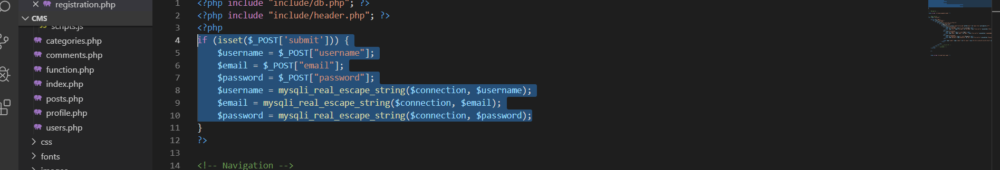 registration.php
CMS
scripts.js
categories.php
comments.php
function.php
index.php
posts.php
profile.php
users.php
css
fonts
images
1 <?php include "include/db.php"; ?>
2 <?php include "include/header.php"; ?>
3 <?php
4 if (isset($_POST['submit'])) {
5 $username = $_POST["username"];
6 $email = $_POST["email"];
7 $password = $_POST["password"];
8 $username = mysqli_real_escape_string($connection, $username);
9 $email = mysqli_real_escape_string($connection, $email);
10 $password = mysqli_real_escape_string($connection, $password);
11 }
12 ?>
13
14 <!-- Navigation -->